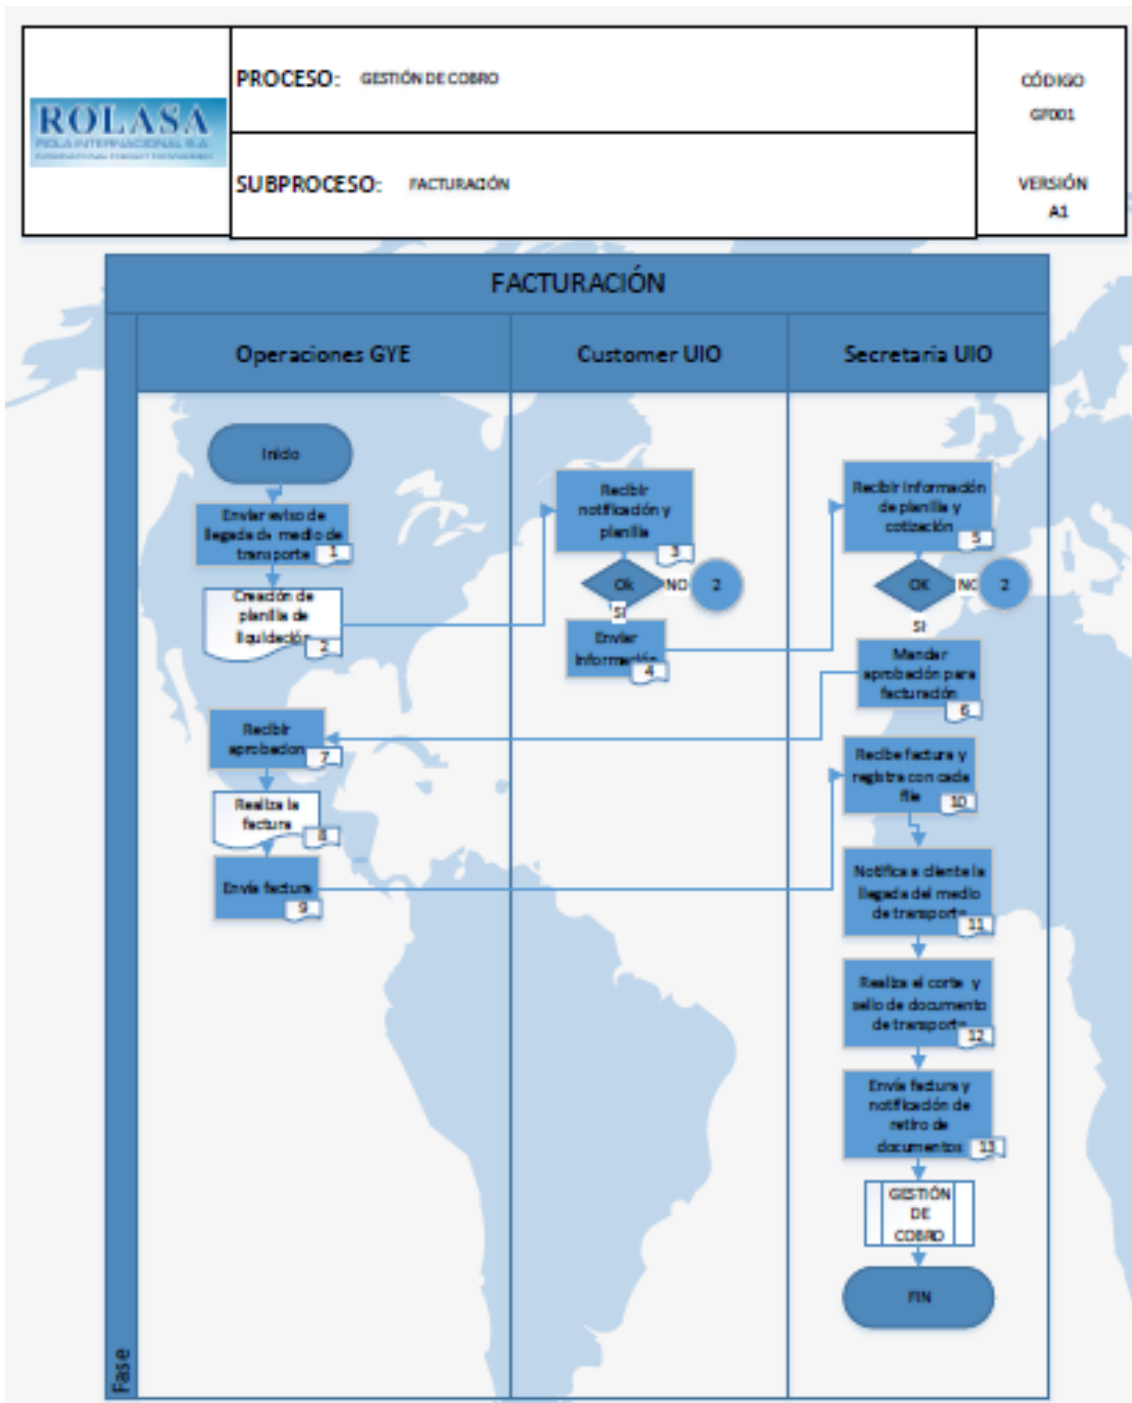 ROLASA
ROLA INTERNACIONAL S.A.
PROCESO: GESTIÓN DE COBRO
SUBPROCESO: FACTURACIÓN
CÓDIGO
GF001
VERSIÓN
A1
FACTURACIÓN
Operaciones GYE
Customer UIO
Secretaria UIO
Fase
Inicio
Enviar aviso de
llegada de medio de
transporte
1
Creación de
planilla de
liquidación
2
Recibir
notificación y
planilla
3
Ok
NO
2
SI
Enviar
Información
4
Recibir información
de planilla y
cotización
5
OK
NO
2
SI
Mandar
aprobación para
facturación
6
Recibir
aprobacion
7
Realiza la
factura
8
Envía factura
9
Recibe factura y
registra con cada
file
10
Notifica a cliente la
llegada del medio
de transporte
11
Realiza el corte y
sello de documento
de transporte
12
Envía factura y
notificación de
retiro de
documentos
13
GESTIÓN
DE
COBRO
FIN